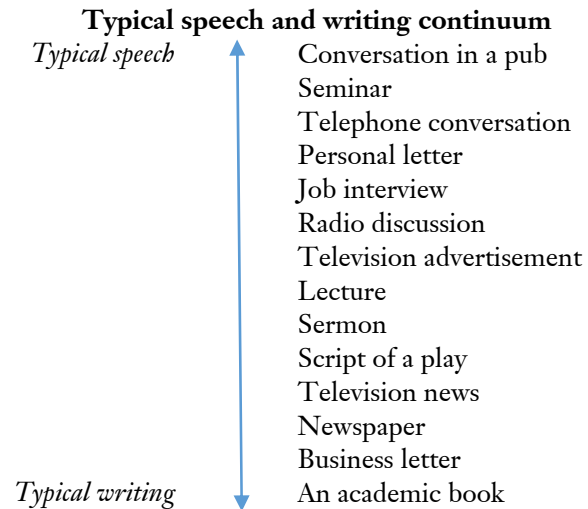 Typical speech and writing continuum
Typical speech
Conversation in a pub
Seminar
Telephone conversation
Personal letter
Job interview
Radio discussion
Television advertisement
Lecture
Sermon
Script of a play
Television news
Newspaper
Business letter
Typical writing
An academic book